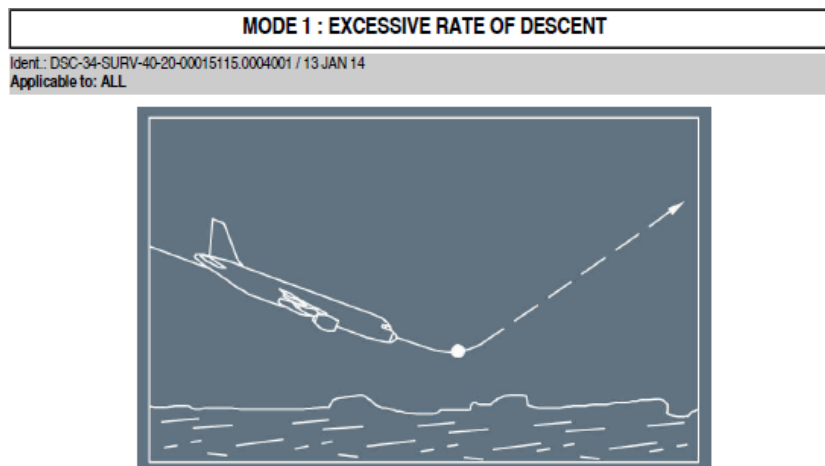 MODE 1 : EXCESSIVE RATE OF DESCENT
Ident.: DSC-34-SURV-40-20-00015115.0004001 / 13 JAN 14
Applicable to: ALL